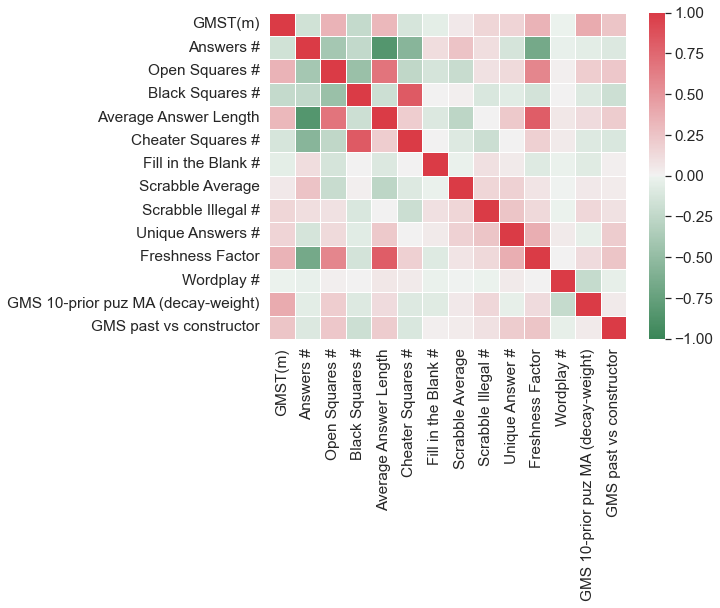 GMST(m)
Answers #
Open Squares #
Black Squares #
Average Answer Length
Cheater Squares #
Fill in the Blank #
Scrabble Average
Scrabble Illegal #
Unique Answers #
Freshness Factor
Wordplay #
GMS 10-prior puz MA (decay-weight)
GMS past vs constructor
GMST(m)
Answers #
Open Squares #
Black Squares #
Average Answer Length
Cheater Squares #
Fill in the Blank #
Scrabble Average
Scrabble Illegal #
Unique Answer #
Freshness Factor
Wordplay #
GMS 10-prior puz MA (decay-weight)
GMS past vs constructor
1.00
0.75
0.50
0.25
0.00
−0.25
−0.50
−0.75
−1.00